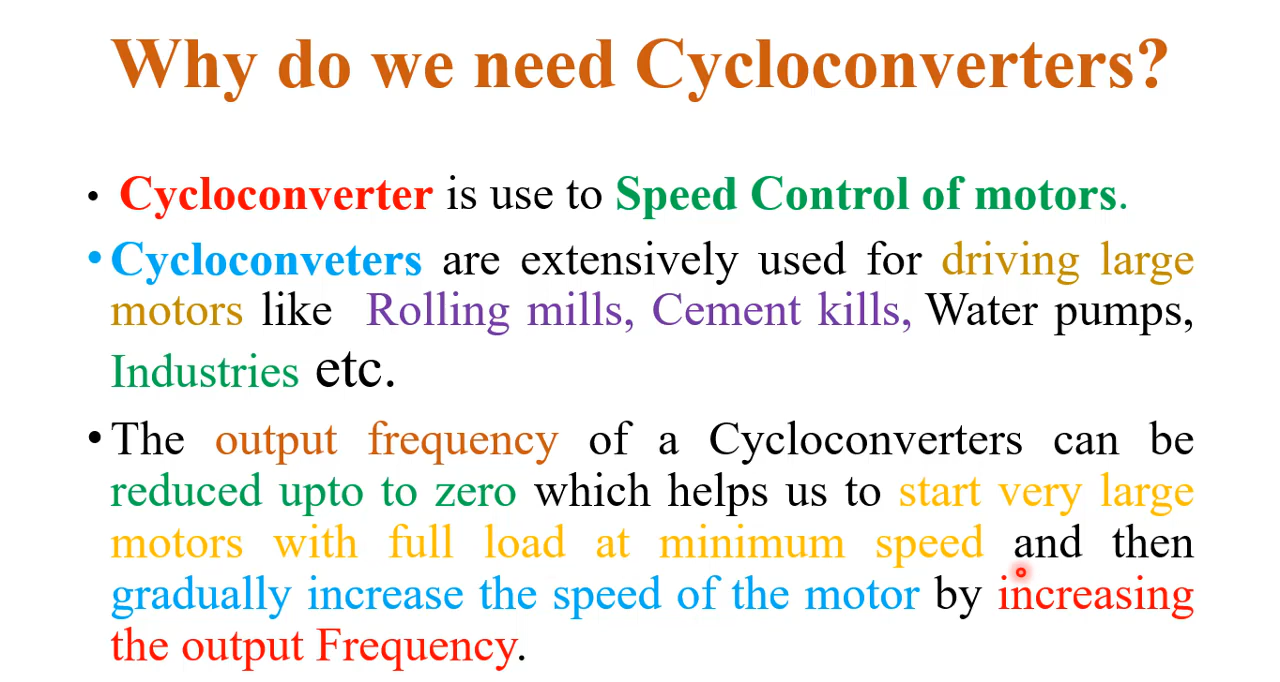 Why do we need Cycloconverters?
• Cycloconverter is use to Speed Control of motors.
• Cycloconveters are extensively used for driving large
motors like Rolling mills, Cement kills, Water pumps,
Industries etc.
• The output frequency of a Cycloconverters can be
reduced upto to zero which helps us to start very large
motors with full load at minimum speed and then
gradually increase the speed of the motor by increasing
the output Frequency.